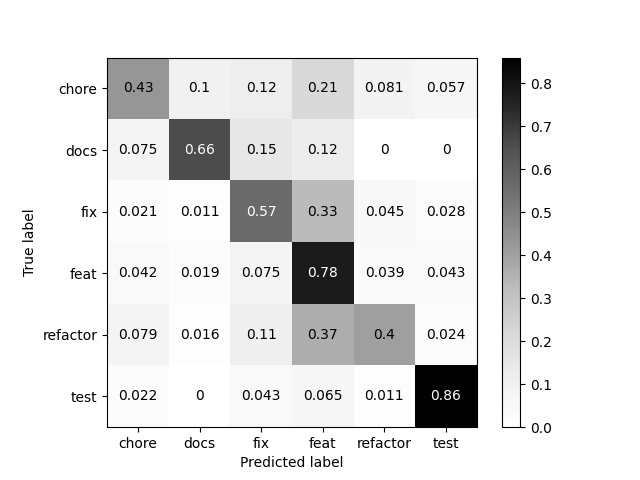 chore 0.43 0.1 0.12 0.21 0.081 0.057
docs 0.075 0.66 0.15 0.12 0 0
fix 0.021 0.011 0.57 0.33 0.045 0.028
feat 0.042 0.019 0.075 0.78 0.039 0.043
refactor 0.079 0.016 0.11 0.37 0.4 0.024
test 0.022 0 0.043 0.065 0.011 0.86
chore docs fix feat refactor test
Predicted label
True label
0.8
0.7
0.6
0.5
0.4
0.3
0.2
0.1
0.0